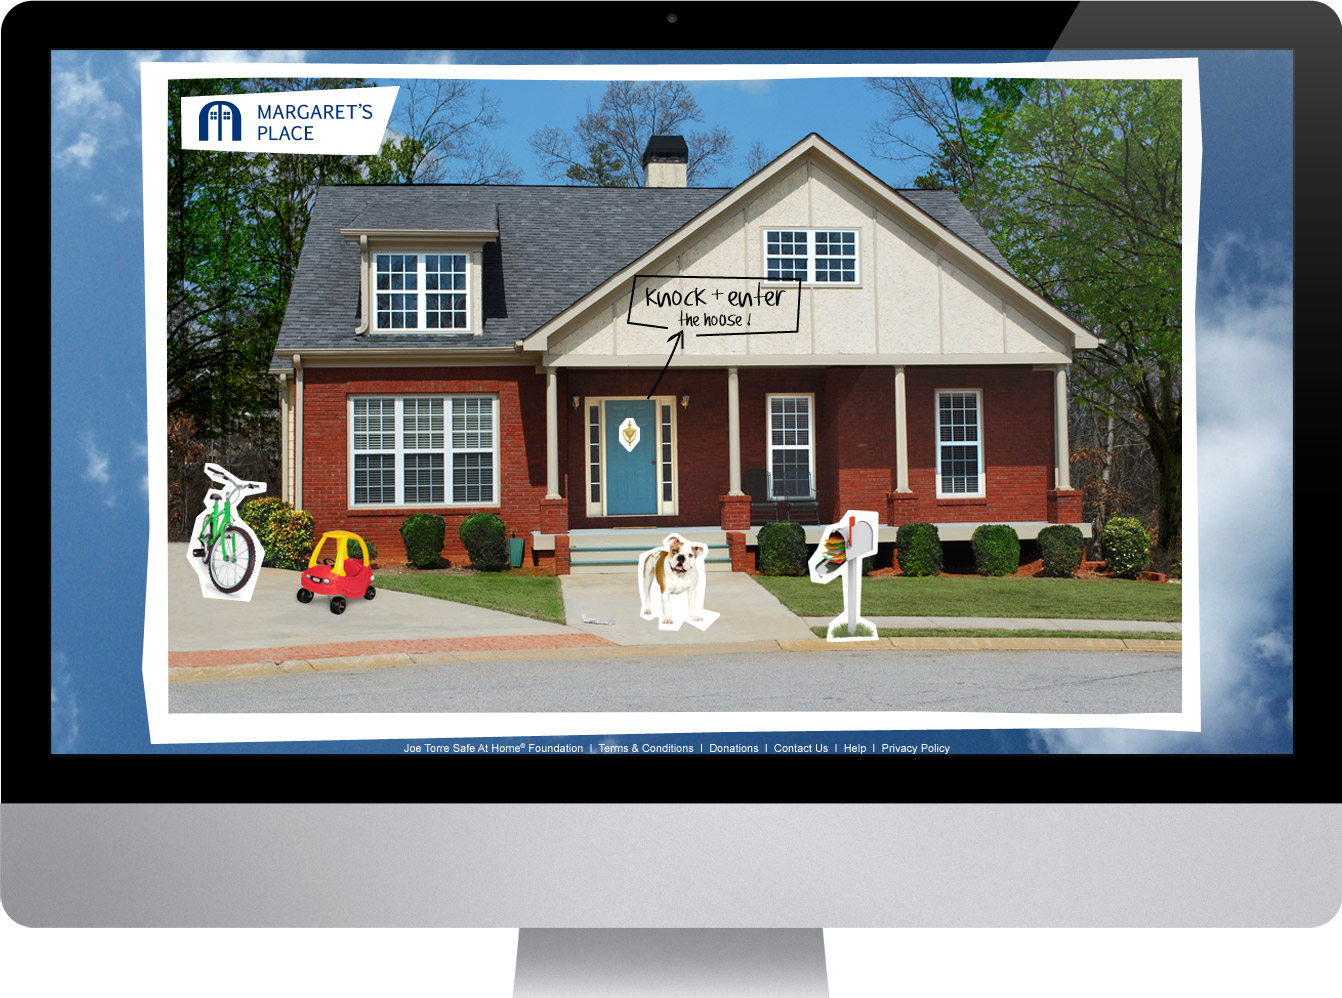 MARGARET'S
PLACE
Knock + enter
the house!
Joe Torre Safe At Home® Foundation | Terms & Conditions | Donations | Contact Us | Help | Privacy Policy